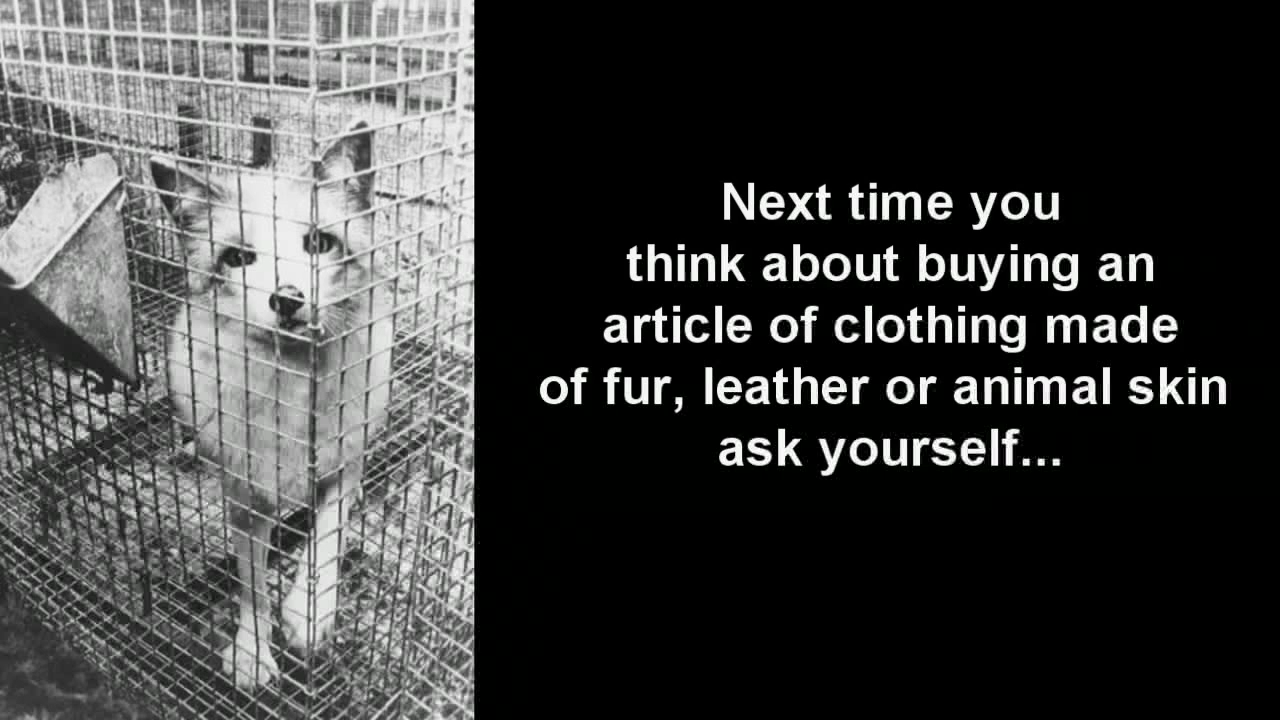 Next time you
think about buying an
article of clothing made
of fur, leather or animal skin
ask yourself...